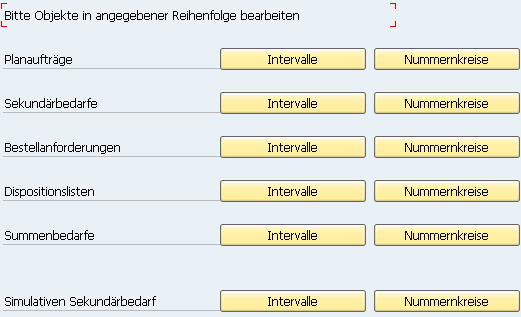 Bitte Objekte in angegebener Reihenfolge bearbeiten
Planaufträge Intervalle Nummernkreise
Sekundärbedarfe Intervalle Nummernkreise
Bestellanforderungen Intervalle Nummernkreise
Dispositionslisten Intervalle Nummernkreise
Summenbedarfe Intervalle Nummernkreise
Simulativen Sekundärbedarf Intervalle Nummernkreise